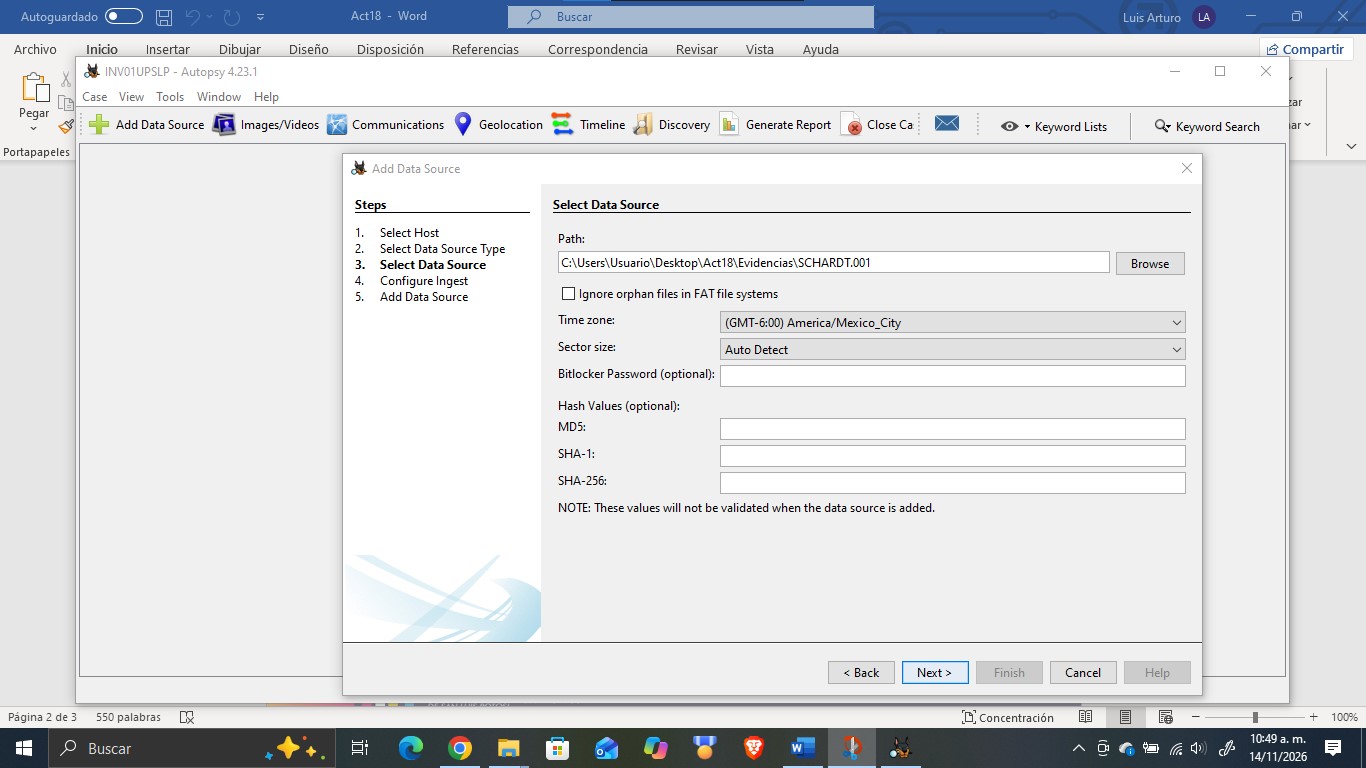 Autoguardado
Act18 - Word
Buscar
Luis Arturo
LA
Archivo Inicio Insertar Dibujar Diseño Disposición Referencias Correspondencia Revisar Vista Ayuda
Compartir
Pegar
Portapapeles
INV01UPSLP - Autopsy 4.23.1
Case View Tools Window Help
Add Data Source Images/Videos Communications Geolocation Timeline Discovery Generate Report Close Ca Keyword Lists Keyword Search
Add Data Source
Steps
1. Select Host
2. Select Data Source Type
3. Select Data Source
4. Configure Ingest
5. Add Data Source
Select Data Source
Path:
C:\Users\Usuario\Desktop\Act18\Evidencias\SCHARDT.001
Browse
Ignore orphan files in FAT file systems
Time zone:
(GMT-6:00) America/Mexico_City
Sector size:
Auto Detect
Bitlocker Password (optional):
Hash Values (optional):
MD5:
SHA-1:
SHA-256:
NOTE: These values will not be validated when the data source is added.
< Back Next > Finish Cancel Help
Página 2 de 3 550 palabras
Concentración
100%
Buscar
10:49 a. m.
14/11/2026